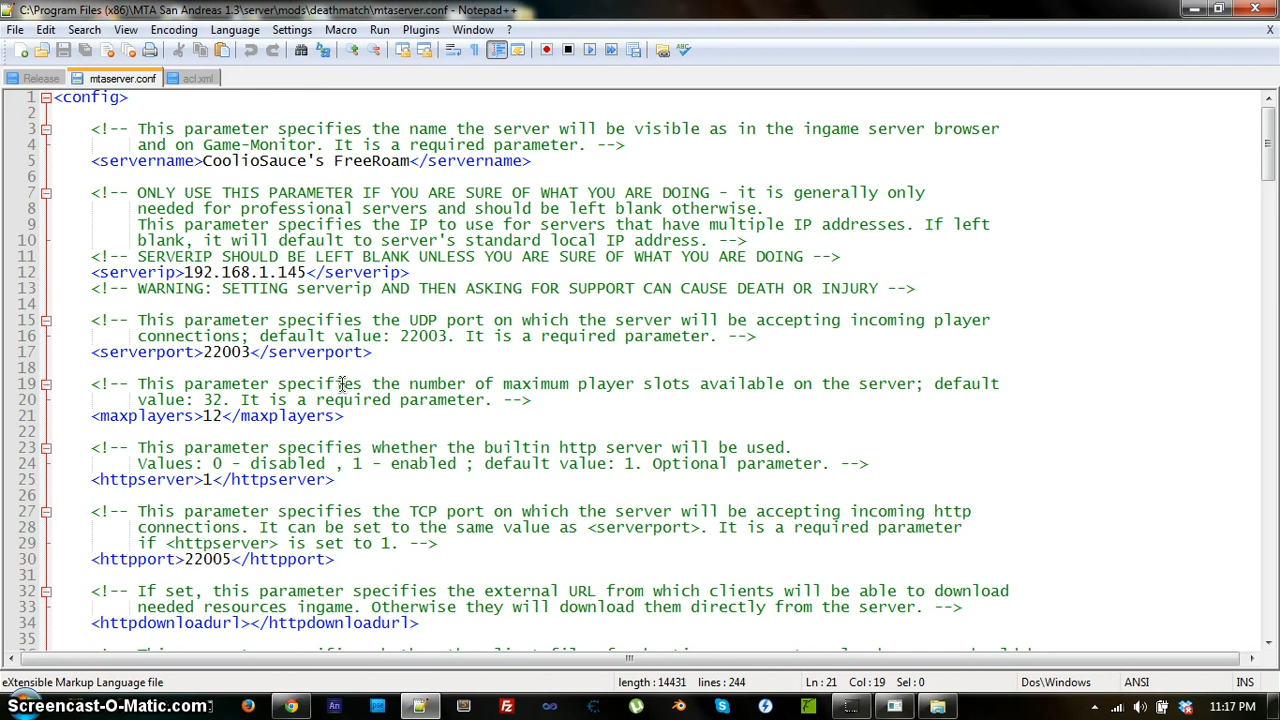 C:\Program Files (x86)\MTA San Andreas 1.3\server\mods\deathmatch\mtaserver.conf - Notepad++
File Edit Search View Encoding Language Settings Macro Run Plugins Window ? X
Release mtaserver.conf acl.xml
1 <config>
2
3 <!-- This parameter specifies the name the server will be visible as in the ingame server browser
4 and on Game-Monitor. It is a required parameter. -->
5 <servername>CoolioSauce's FreeRoam</servername>
6
7 <!-- ONLY USE THIS PARAMETER IF YOU ARE SURE OF WHAT YOU ARE DOING - it is generally only
8 needed for professional servers and should be left blank otherwise.
9 This parameter specifies the IP to use for servers that have multiple IP addresses. If left
10 blank, it will default to server's standard local IP address. -->
11 <!-- SERVERIP SHOULD BE LEFT BLANK UNLESS YOU ARE SURE OF WHAT YOU ARE DOING -->
12 <serverip>192.168.1.145</serverip>
13 <!-- WARNING: SETTING serverip AND THEN ASKING FOR SUPPORT CAN CAUSE DEATH OR INJURY -->
14
15 <!-- This parameter specifies the UDP port on which the server will be accepting incoming player
16 connections; default value: 22003. It is a required parameter. -->
17 <serverport>22003</serverport>
18
19 <!-- This parameter specifies the number of maximum player slots available on the server; default
20 value: 32. It is a required parameter. -->
21 <maxplayers>12</maxplayers>
22
23 <!-- This parameter specifies whether the builtin http server will be used.
24 Values: 0 - disabled , 1 - enabled ; default value: 1. Optional parameter. -->
25 <httpserver>1</httpserver>
26
27 <!-- This parameter specifies the TCP port on which the server will be accepting incoming http
28 connections. It can be set to the same value as <serverport>. It is a required parameter
29 if <httpserver> is set to 1. -->
30 <httpport>22005</httpport>
31
32 <!-- If set, this parameter specifies the external URL from which clients will be able to download
33 needed resources ingame. Otherwise they will download them directly from the server. -->
34 <httpdownloadurl></httpdownloadurl>
35
eXtensible Markup Language file length : 14431 lines : 244 Ln : 21 Col : 19 Sel : 0 Dos\Windows ANSI INS
Screencast-O-Matic.com An Ps Fz 11:17 PM